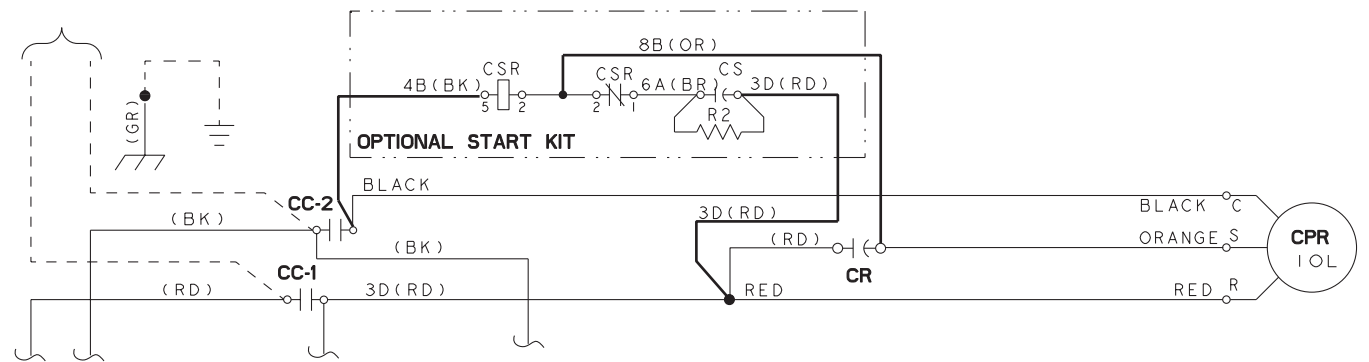 8B(OR)
CSR
CSR
CS
4B(BK)
6A(BR)
3D(RD)
5
2
2
1
R2
(GR)
OPTIONAL START KIT
BLACK
CC-2
BLACK
C
3D(RD)
(BK)
(RD)
ORANGE
S
CPR
(BK)
IOL
CC-1
CR
(RD)
3D(RD)
RED
RED
R